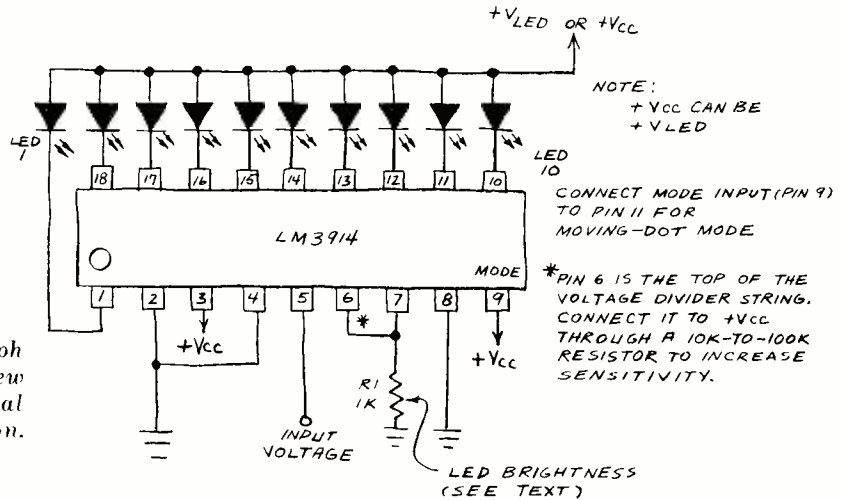 +VLED OR +VCC
NOTE:
+VCC CAN BE
+VLED
LED
1
LED
10
18 17 16 15 14 13 12 11 10
CONNECT MODE INPUT (PIN 9)
TO PIN 11 FOR
MOVING-DOT MODE
LM3914
MODE
1 2 3 4 5 6 7 8 9
*PIN 6 IS THE TOP OF THE
VOLTAGE DIVIDER STRING.
CONNECT IT TO +VCC
THROUGH A 10K-TO-100K
RESISTOR TO INCREASE
SENSITIVITY.
*
+VCC
+VCC
R1
1K
INPUT
VOLTAGE
LED BRIGHTNESS
(SEE TEXT)
ph
ew
al
on.